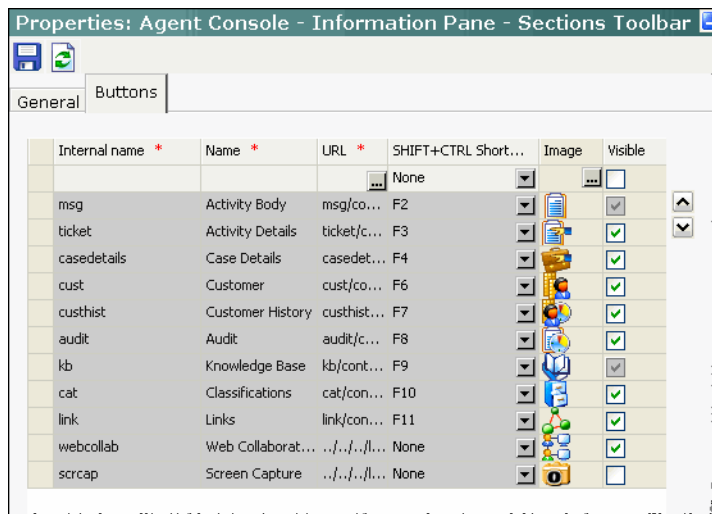 Properties: Agent Console - Information Pane - Sections Toolbar
General
Buttons
Internal name * Name * URL * SHIFT+CTRL Short... Image Visible
... None ...
msg Activity Body msg/co... F2
ticket Activity Details ticket/c... F3
casedetails Case Details casedet... F4
cust Customer cust/co... F6
custhist Customer History custhist... F7
audit Audit audit/c... F8
kb Knowledge Base kb/cont... F9
cat Classifications cat/con... F10
link Links link/con... F11
webcollab Web Collaborat... ../../../l... None
scrcap Screen Capture ../../../l... None